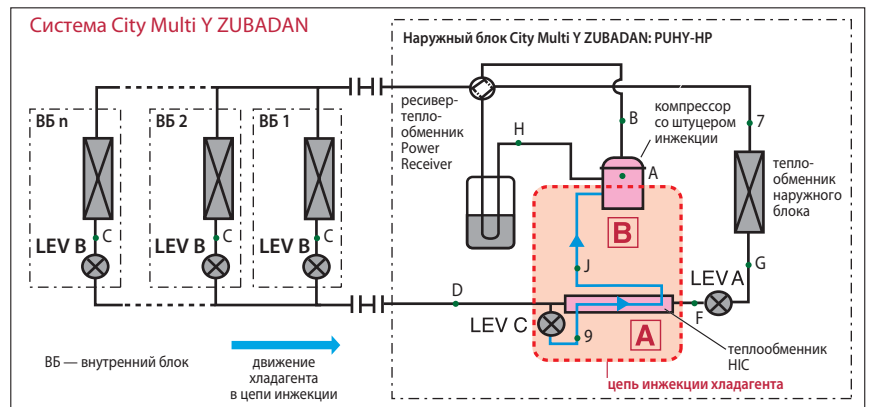 Система City Multi Y ZUBADAN
Наружный блок City Multi Y ZUBADAN: PUHY-HP
ВБ n
ВБ 2
ВБ 1
ресивер-
тепло-
обменник
Power
Receiver
H
B
компрессор
со штуцером
инжекции
A
7
тепло-
обменник
наружного
блока
B
C
C
C
LEV B
LEV B
LEV B
J
G
LEV A
D
F
LEV C
9
A
теплообменник
HIC
ВБ — внутренний блок
движение
хладагента
в цепи инжекции
цепь инжекции хладагента